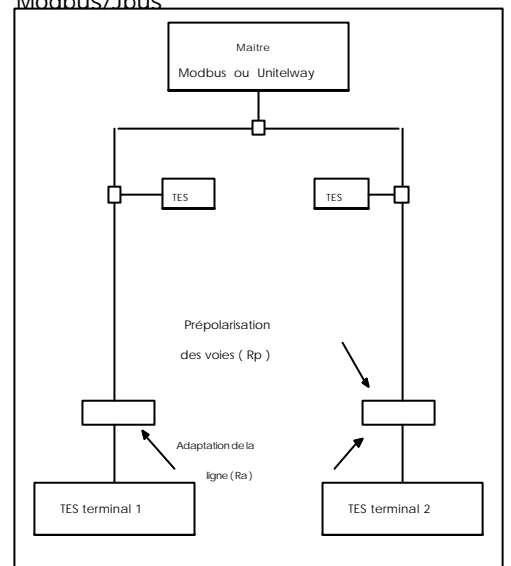 Modbus/Jbus
Maître
Modbus ou Unitelway
TES
TES
Prépolarisation
des voies ( Rp )
Adaptation de la
ligne ( Ra )
TES terminal 1
TES terminal 2